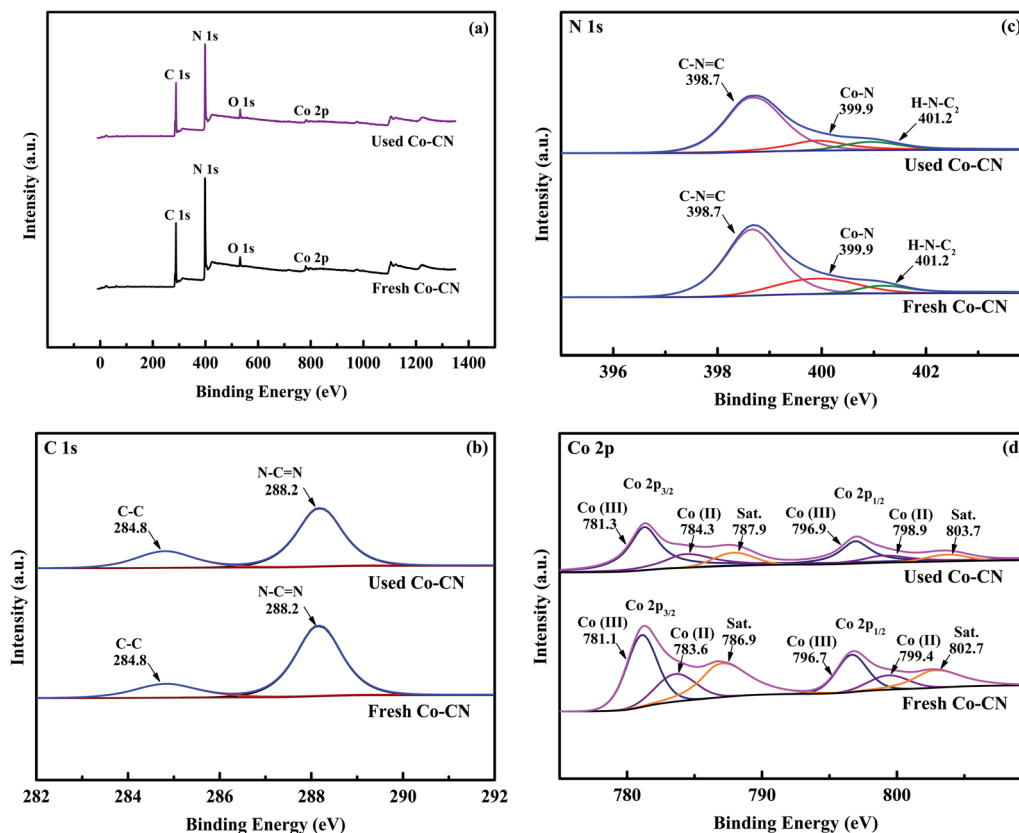 (a)
N 1s
C 1s
O 1s
Co 2p
Used Co-CN
N 1s
C 1s
O 1s
Co 2p
Fresh Co-CN
Intensity (a.u.)
0 200 400 600 800 1000 1200 1400
Binding Energy (eV)
N 1s
(c)
C-N=C
398.7
Co-N
399.9
H-N-C₂
401.2
Used Co-CN
C-N=C
398.7
Co-N
399.9
H-N-C₂
401.2
Fresh Co-CN
Intensity (a.u.)
396 398 400 402
Binding Energy (eV)
C 1s
(b)
N-C=N
288.2
C-C
284.8
Used Co-CN
N-C=N
288.2
C-C
284.8
Fresh Co-CN
Intensity (a.u.)
282 284 286 288 290 292
Binding Energy (eV)
Co 2p
(d)
Co 2p₃/₂
Co (III)
781.3
Co (II)
784.3
Sat.
787.9
Co 2p₁/₂
Co (III)
796.9
Co (II)
798.9
Sat.
803.7
Used Co-CN
Co 2p₃/₂
Co (III)
781.1
Co (II)
783.6
Sat.
786.9
Co 2p₁/₂
Co (III)
796.7
Co (II)
799.4
Sat.
802.7
Fresh Co-CN
Intensity (a.u.)
780 790 800
Binding Energy (eV)